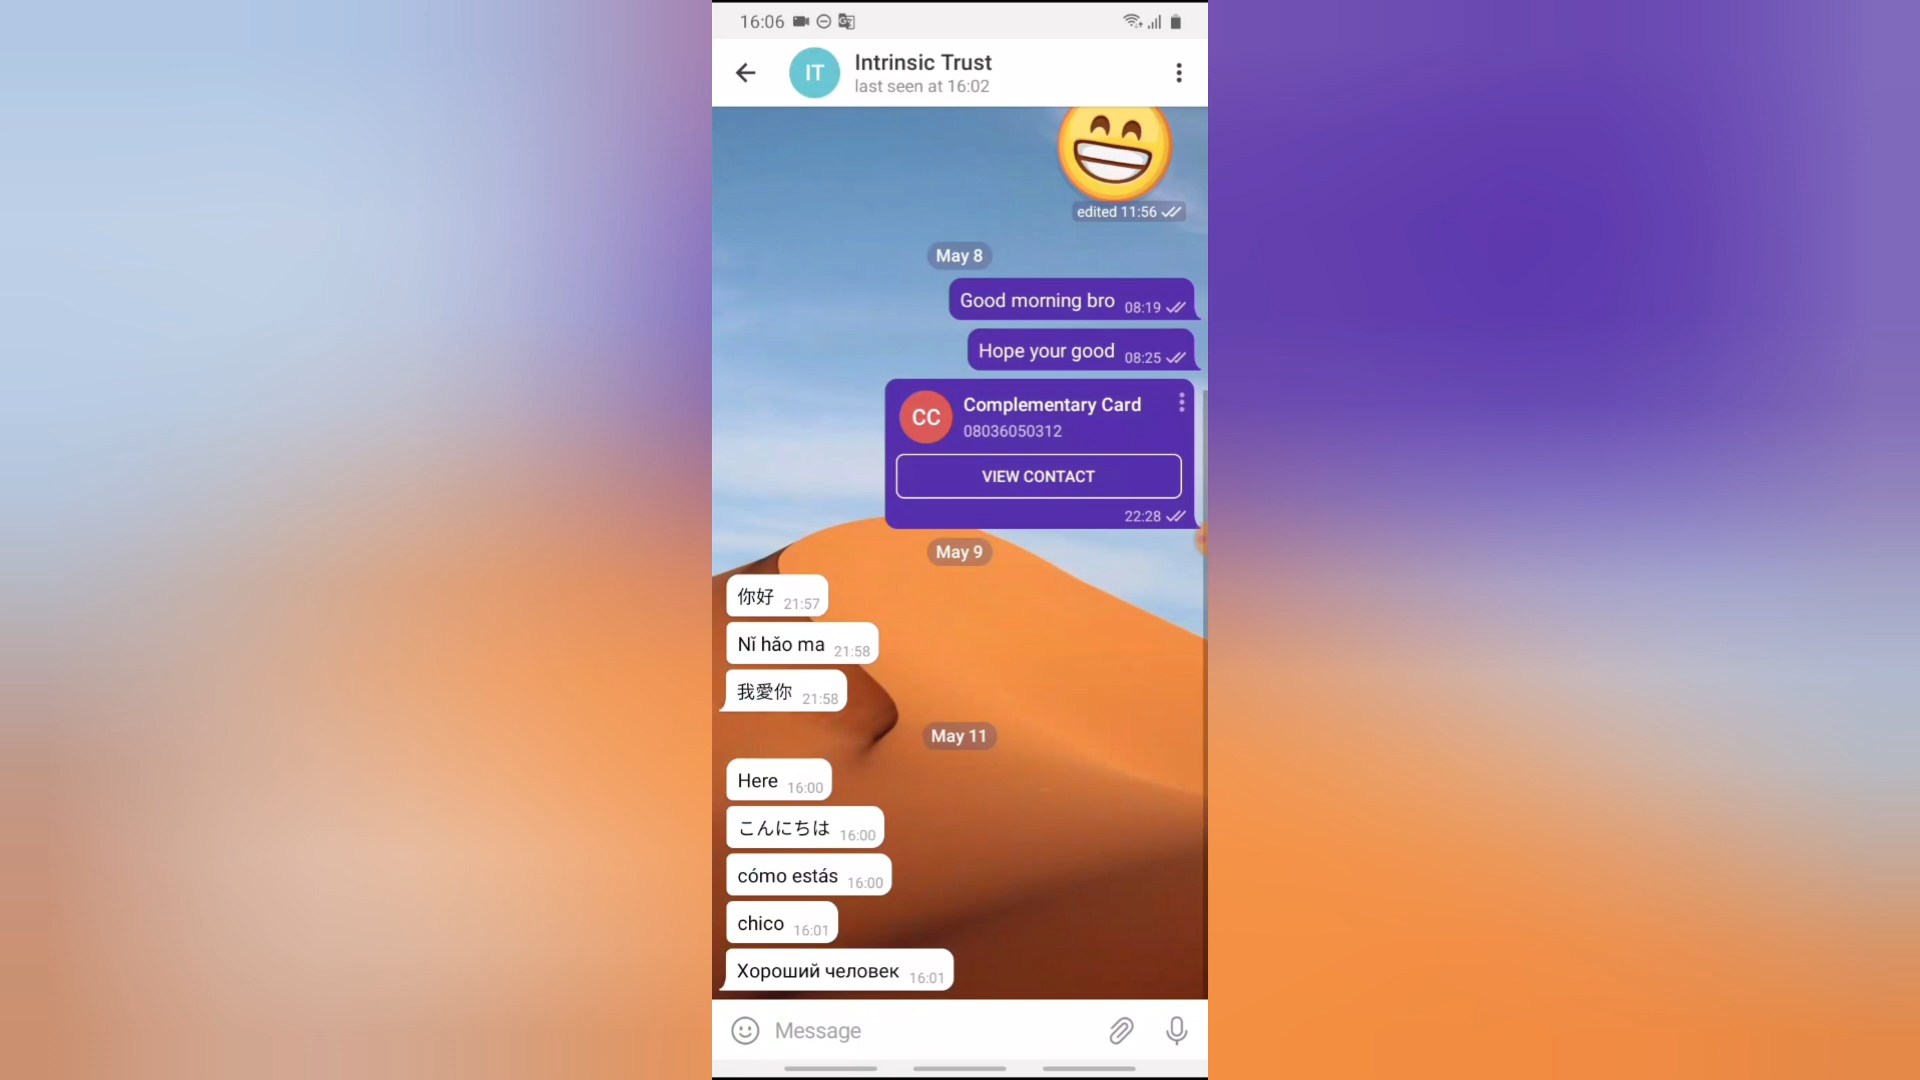 16:06
IT
Intrinsic Trust
last seen at 16:02
edited 11:56
May 8
Good morning bro 08:19
Hope your good 08:25
CC
Complementary Card
08036050312
VIEW CONTACT
22:28
May 9
你好 21:57
Nǐ hǎo ma 21:58
我愛你 21:58
May 11
Here 16:00
こんにちは 16:00
cómo estás 16:00
chico 16:01
Хороший человек 16:01
Message